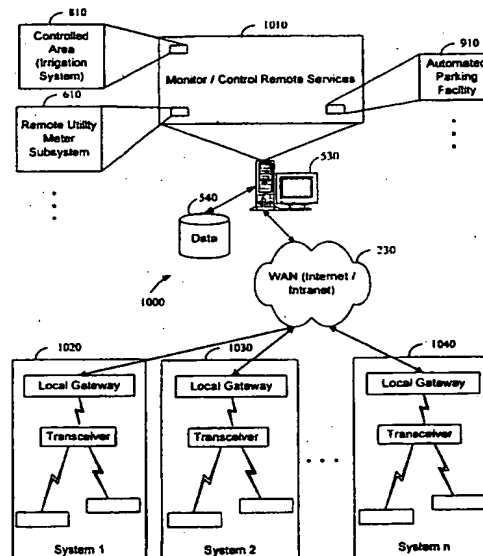 810
1010
910
Controlled
Area
(Irrigation
System)
Monitor / Control Remote Services
Automated
Parking
Facility
610
Remote Utility
Meter
Subsystem
530
540
Data
230
WAN (Internet /
Intranet)
1000
1020
1030
1040
Local Gateway
Local Gateway
Local Gateway
Transceiver
Transceiver
Transceiver
System 1
System 2
System n